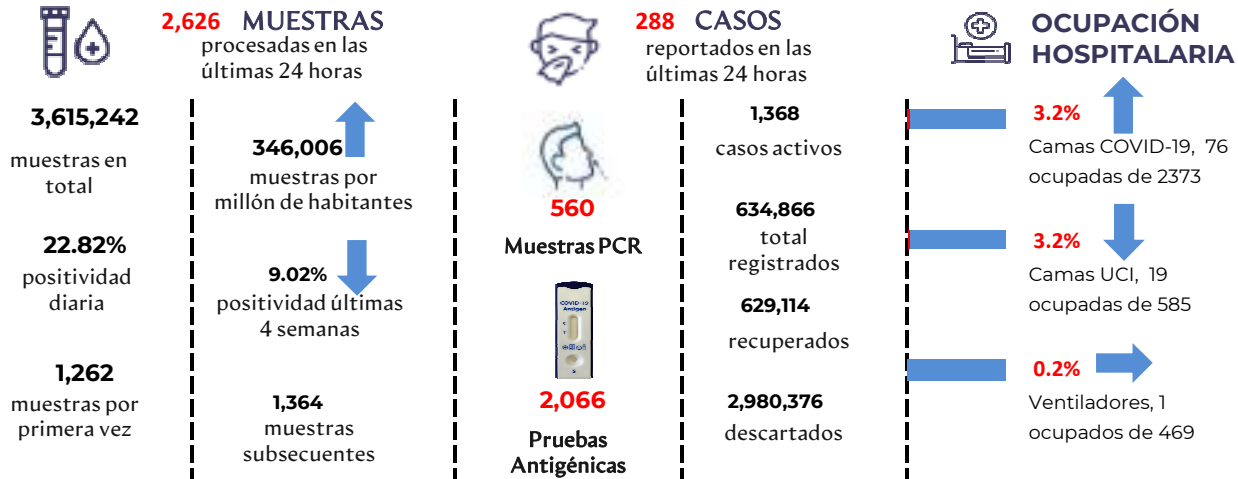 2,626 MUESTRAS
procesadas en las
últimas 24 horas
3,615,242
muestras en
total
22.82%
positividad
diaria
1,262
muestras por
primera vez
346,006
muestras por
millón de habitantes
9.02%
positividad últimas
4 semanas
1,364
muestras
subsecuentes
288 CASOS
reportados en las
últimas 24 horas
560
Muestras PCR
COVID-19
Antigen
2,066
Pruebas
Antigénicas
1,368
casos activos
634,866
total
registrados
629,114
recuperados
2,980,376
descartados
OCUPACIÓN
HOSPITALARIA
3.2%
Camas COVID-19, 76
ocupadas de 2373
3.2%
Camas UCI, 19
ocupadas de 585
0.2%
Ventiladores, 1
ocupados de 469